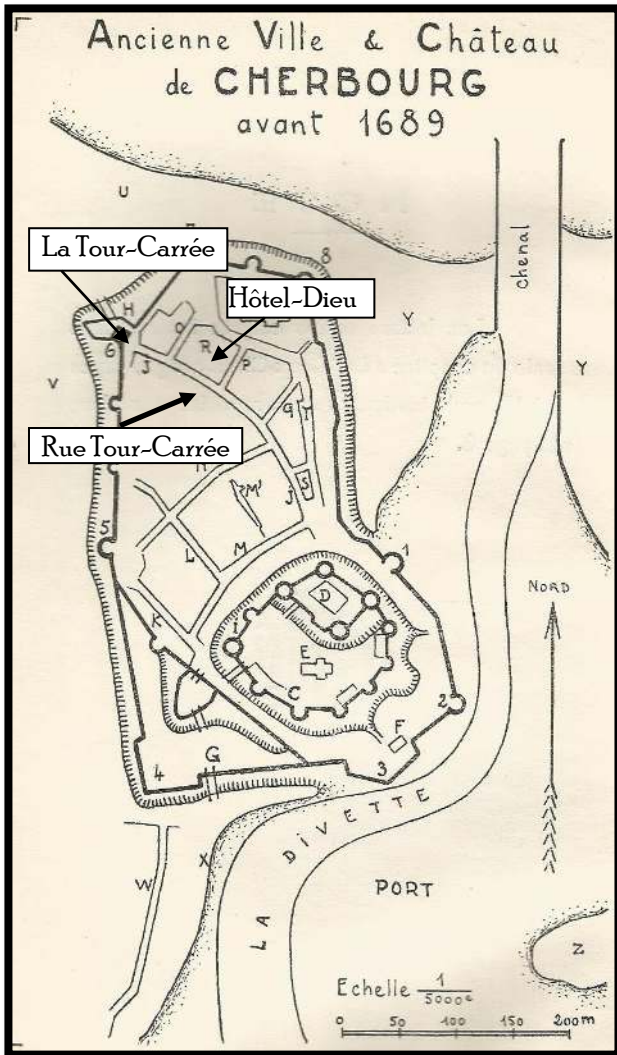 Ancienne Ville & Château
de CHERBOURG
avant 1689
U
8
La Tour-Carrée
Chenal
H
Hôtel-Dieu
O
Y
6
J
R
P
V
Y
q
Y
Rue Tour-Carrée
M'
S
J
5
L
M
1
NORD
D
K
i
E
C
2
F
G
3
4
X
W
LA DIVETTE
PORT
Z
Echelle 1/5000e
0 50 100 150 200m